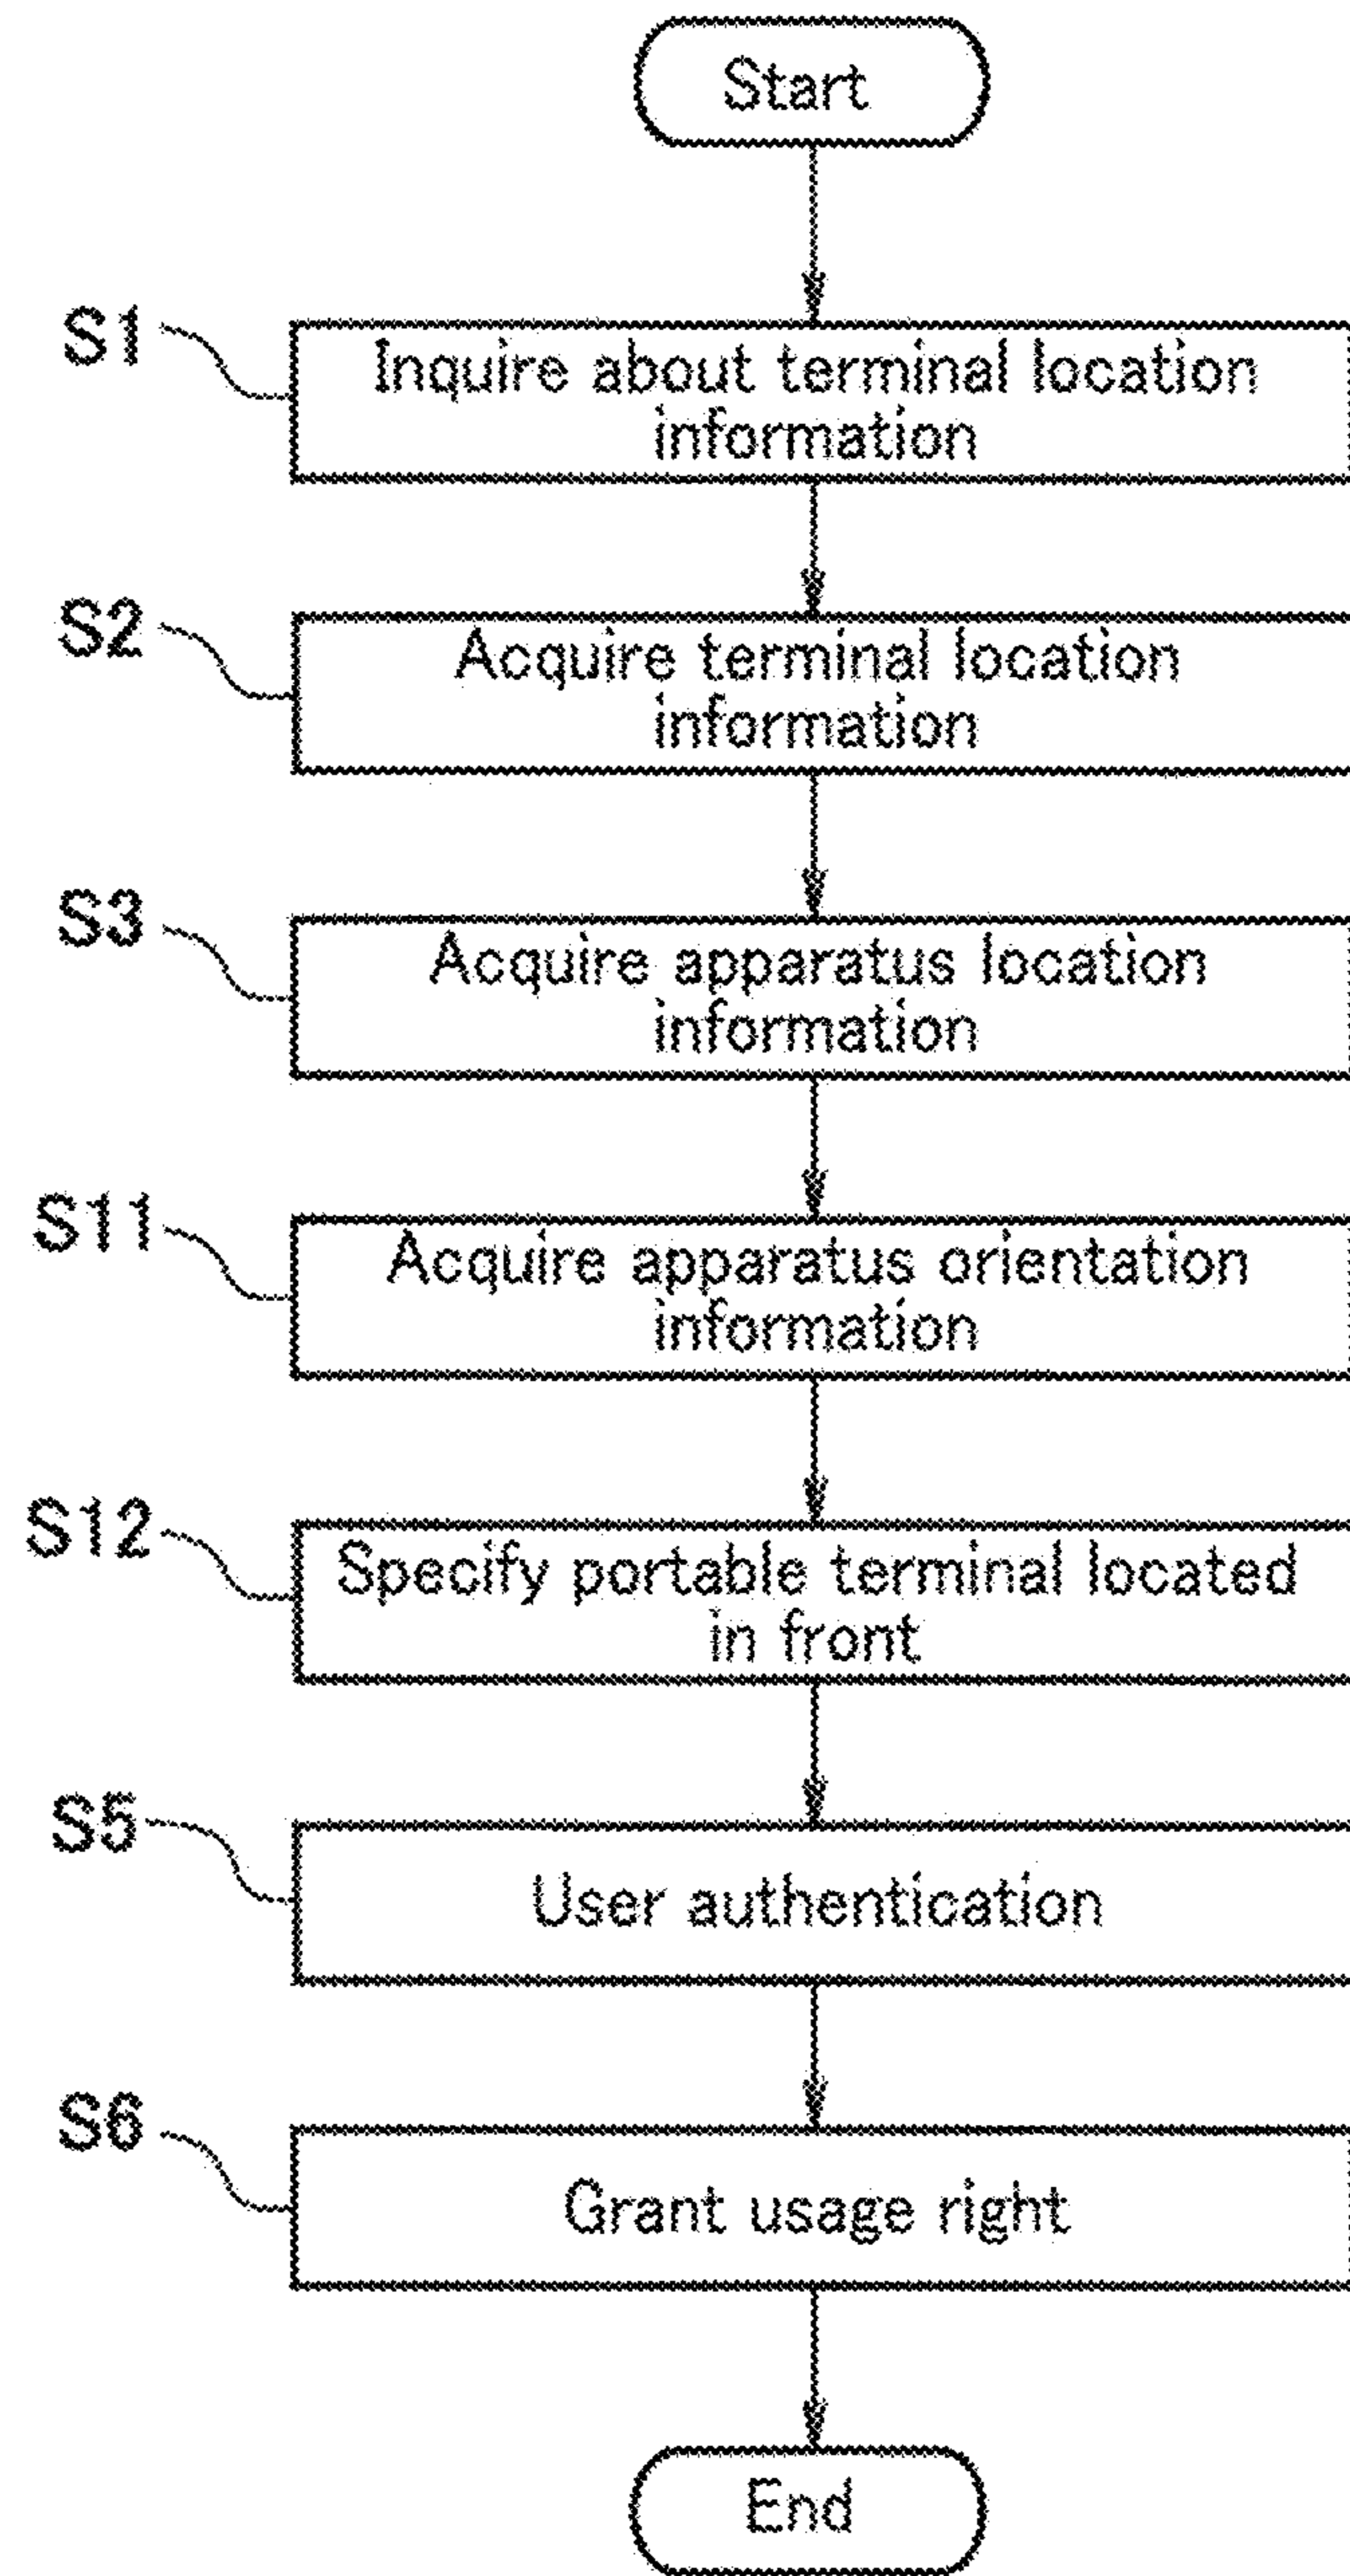 Start
S1
Inquire about terminal location
information
S2
Acquire terminal location
information
S3
Acquire apparatus location
information
S11
Acquire apparatus orientation
information
S12
Specify portable terminal located
in front
S5
User authentication
S6
Grant usage right
End